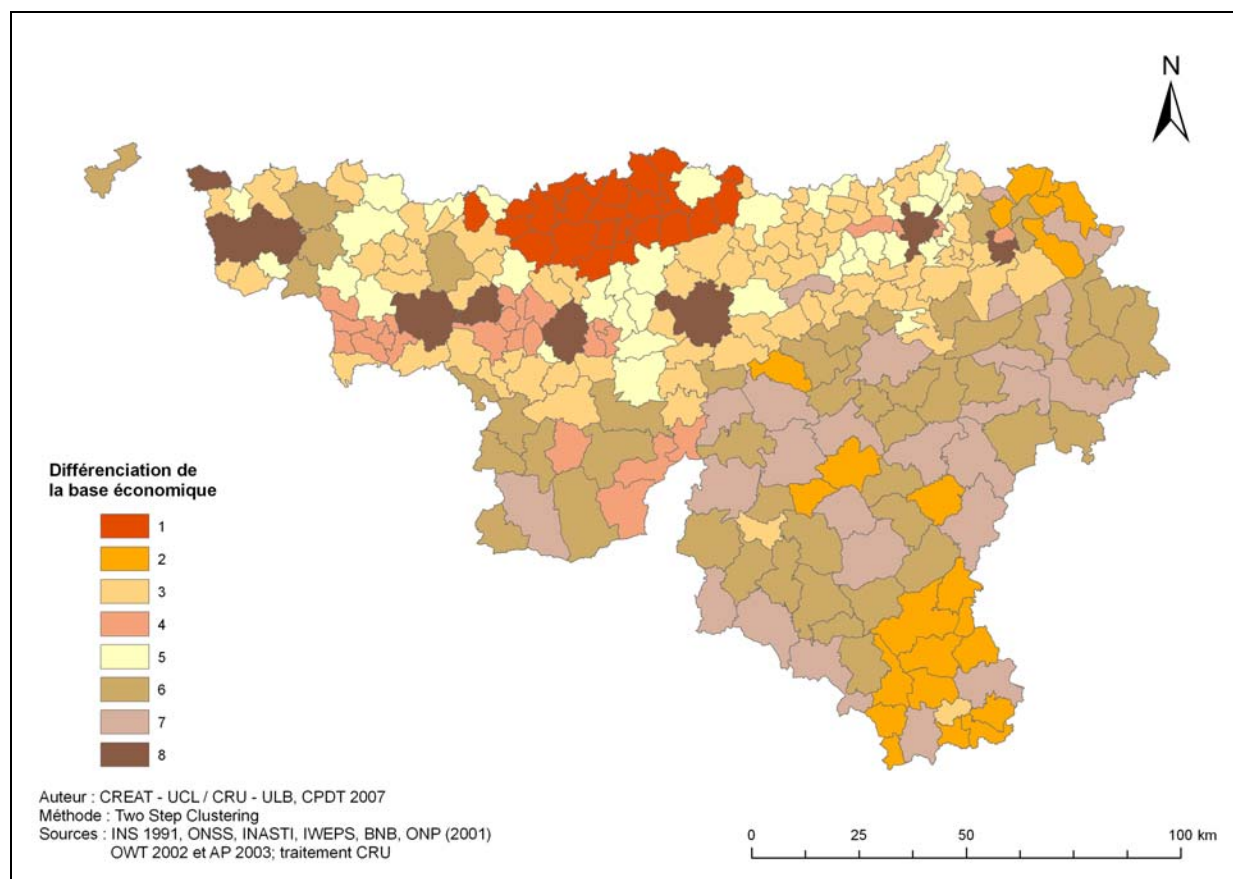 N
Différenciation de
la base économique
1
2
3
4
5
6
7
8
Auteur : CREAT - UCL / CRU - ULB, CPDT 2007
Méthode : Two Step Clustering
Sources : INS 1991, ONSS, INASTI, IWEPS, BNB, ONP (2001)
OWT 2002 et AP 2003; traitement CRU
0 25 50 100 km